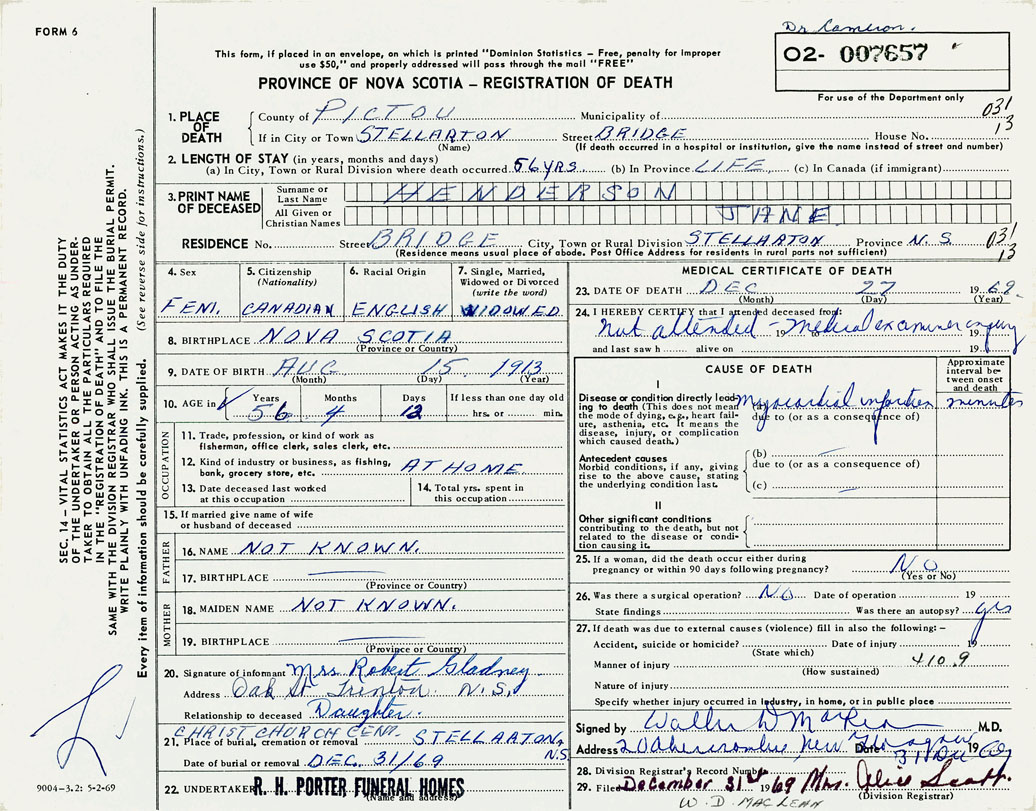 FORM 6
Dr Cameron.
This form, if placed in an envelope, on which is printed "Dominion Statistics – Free, penalty for improper
use $50," and properly addressed will pass through the mail "FREE"
02- 007657
PROVINCE OF NOVA SCOTIA – REGISTRATION OF DEATH
For use of the Department only
1. PLACE OF DEATH
County of PICTOU Municipality of 031
If in City or Town STELLARTON Street BRIDGE House No. 13
(Name) (If death occurred in a hospital or institution, give the name instead of street and number)
2. LENGTH OF STAY (in years, months and days)
(a) In City, Town or Rural Division where death occurred 56 YRS (b) In Province LIFE (c) In Canada (if immigrant)
3. PRINT NAME OF DECEASED
Surname or Last Name HENDERSON
All Given or Christian Names JANE
RESIDENCE No. Street BRIDGE City, Town or Rural Division STELLARTON Province N.S. 031
(Residence means usual place of abode. Post Office Address for residents in rural parts not sufficient) 13
4. Sex
FEM.
5. Citizenship
(Nationality)
CANADIAN
6. Racial Origin
ENGLISH
7. Single, Married,
Widowed or Divorced
(write the word)
WIDOWED
8. BIRTHPLACE NOVA SCOTIA
(Province or Country)
9. DATE OF BIRTH AUG 15 1913
(Month) (Day) (Year)
10. AGE in Years Months Days If less than one day old
56 4 12 hrs. or min.
OCCUPATION
11. Trade, profession, or kind of work as
fisherman, office clerk, sales clerk, etc.
12. Kind of industry or business, as fishing,
bank, grocery store, etc. AT HOME
13. Date deceased last worked
at this occupation
14. Total yrs. spent in
this occupation
15. If married give name of wife
or husband of deceased
FATHER
16. NAME NOT KNOWN.
17. BIRTHPLACE
(Province or Country)
MOTHER
18. MAIDEN NAME NOT KNOWN.
19. BIRTHPLACE
(Province or Country)
20. Signature of informant Mrs Robert Gladney
Address Oak St Trenton N.S.
Relationship to deceased Daughter.
CHRIST CHURCH CEM.
21. Place of burial, cremation or removal STELLARTON, N.S.
Date of burial or removal DEC. 31/69
22. UNDERTAKER R. H. PORTER FUNERAL HOMES
(Name and address)
MEDICAL CERTIFICATE OF DEATH
23. DATE OF DEATH DEC 27 1969
(Month) (Day) (Year)
24. I HEREBY CERTIFY that I attended deceased from:
Not attended – Medical examiner enquiry
19 19
and last saw h alive on 19
CAUSE OF DEATH
Approximate
interval be-
tween onset
and death
I
Disease or condition directly lead-
ing to death (This does not mean
the mode of dying, e.g., heart fail-
ure, asthenia, etc. It means the
disease, injury, or complication
which caused death.)
Myocardial infarction minutes
due to (or as a consequence of)
Antecedent causes
Morbid conditions, if any, giving
rise to the above cause, stating
the underlying condition last.
(b)
due to (or as a consequence of)
(c)
II
Other significant conditions
contributing to the death, but not
related to the disease or condi-
tion causing it.
25. If a woman, did the death occur either during
pregnancy or within 90 days following pregnancy? NO
(Yes or No)
26. Was there a surgical operation? NO Date of operation 19
State findings Was there an autopsy? yes
27. If death was due to external causes (violence) fill in also the following:–
Accident, suicide or homicide? Date of injury 19
(State which)
Manner of injury 410.9
(How sustained)
Nature of injury
Specify whether injury occurred in industry, in home, or in public place
Signed by M.D.
Address New Glasgow Date 31 Dec 1969
28. Division Registrar's Record Number
29. Filed December 31st 1969 Mrs. Alice Scott.
(Division Registrar)
W. D. MACLEAN
SEC. 14 – VITAL STATISTICS ACT MAKES IT THE DUTY
OF THE UNDERTAKER OR PERSON ACTING AS UNDER-
TAKER TO OBTAIN ALL THE PARTICULARS REQUIRED
IN THE "REGISTRATION OF DEATH" AND TO FILE THE
SAME WITH THE DIVISION REGISTRAR WHO SHALL ISSUE THE BURIAL PERMIT.
WRITE PLAINLY WITH UNFADING INK. THIS IS A PERMANENT RECORD.
Every item of information should be carefully supplied. (See reverse side for instructions.)
9004-3.2: 5-2-69